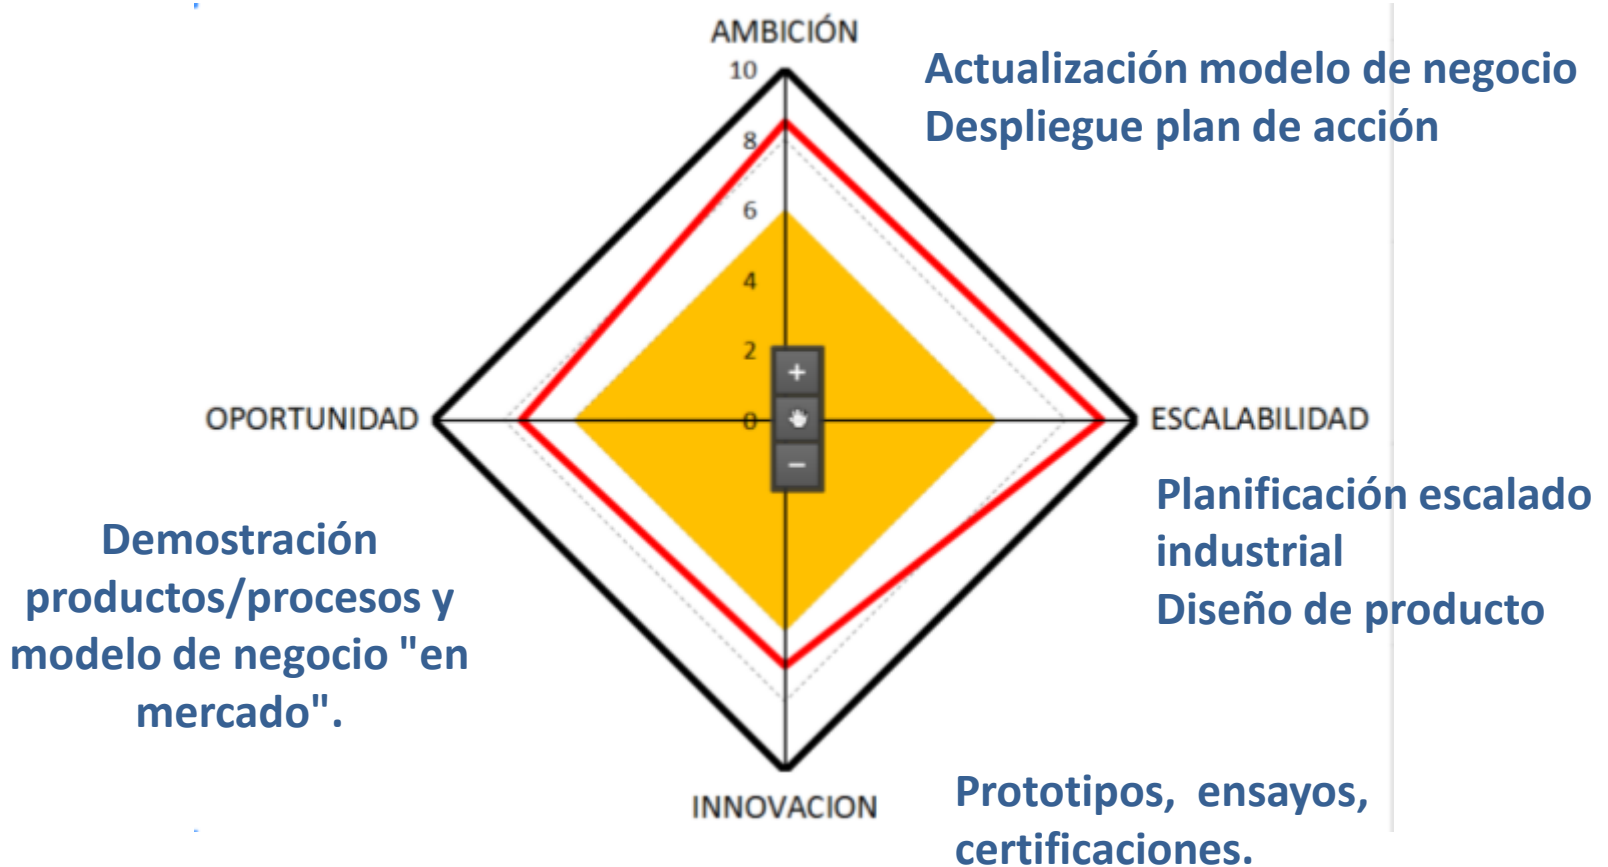 AMBICIÓN
Actualización modelo de negocio
Despliegue plan de acción
10
8
6
4
2
0
+
−
OPORTUNIDAD
ESCALABILIDAD
Planificación escalado
industrial
Diseño de producto
Demostración
productos/procesos y
modelo de negocio "en
mercado".
INNOVACION
Prototipos, ensayos,
certificaciones.